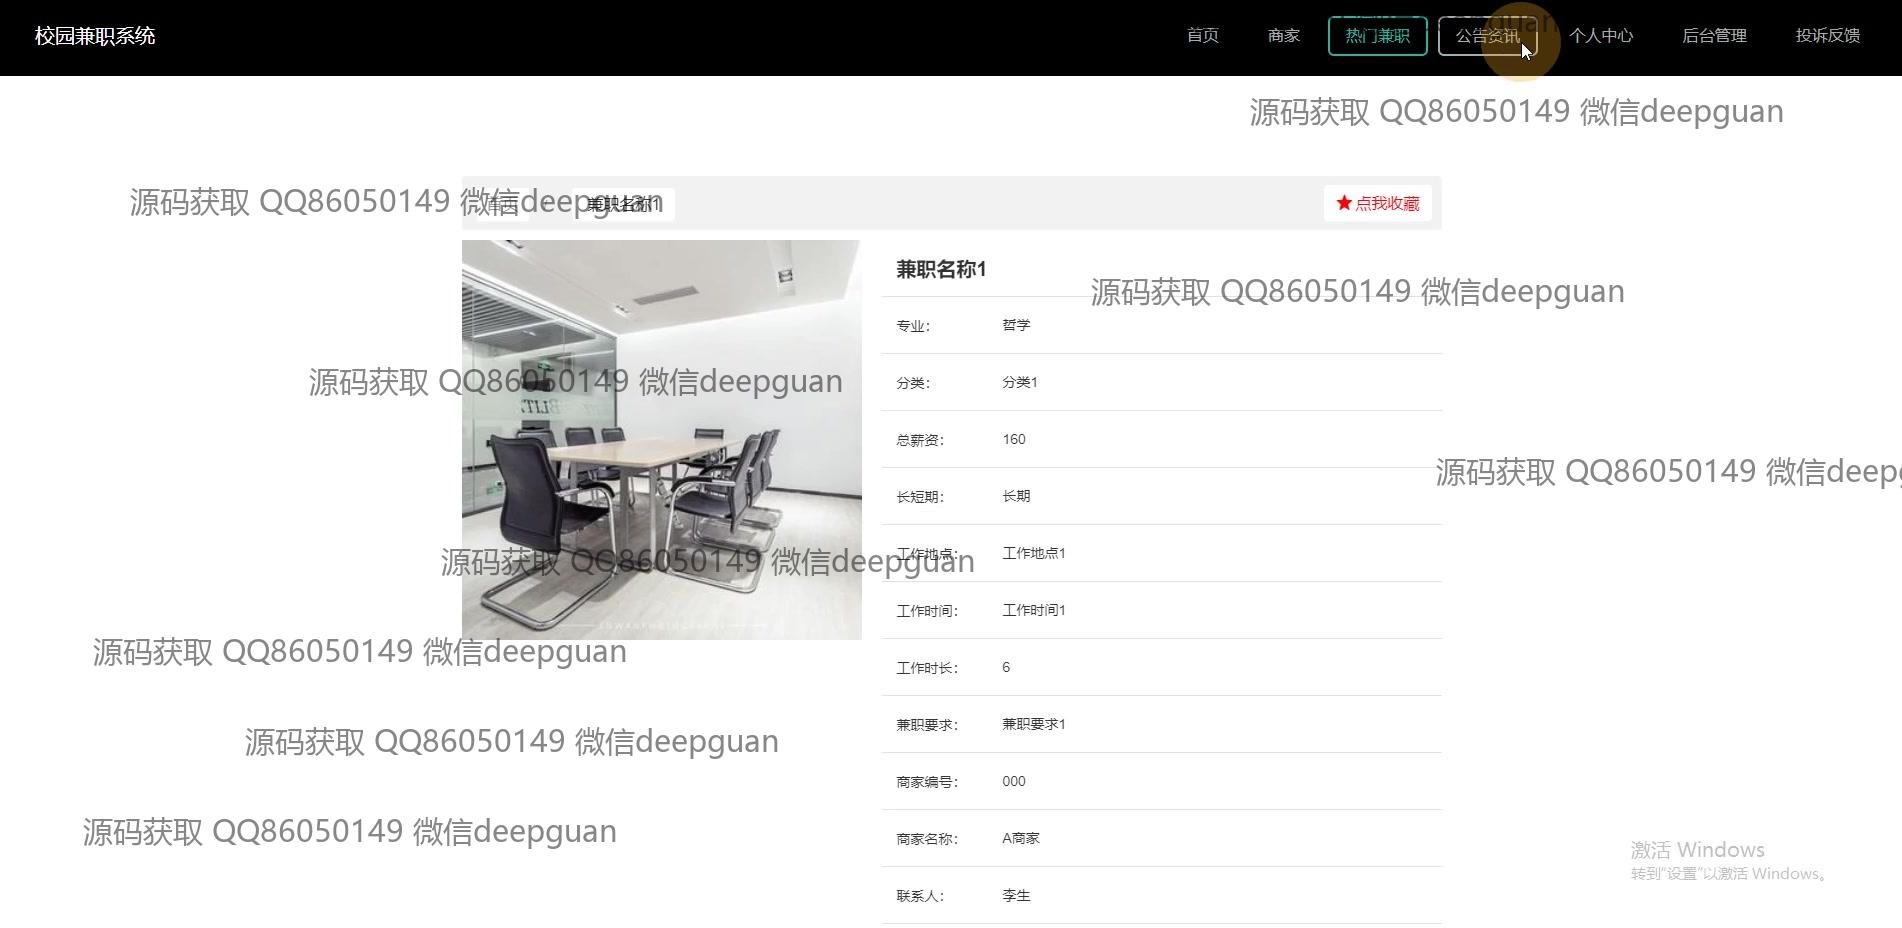 校园兼职系统
首页 商家 热门兼职 公告资讯 个人中心 后台管理 投诉反馈
源码获取 QQ86050149 微信deepguan
源码获取 QQ86050149 微信deepguan
首页 兼职名称1 ★点我收藏
兼职名称1
源码获取 QQ86050149 微信deepguan
专业： 哲学
源码获取 QQ86050149 微信deepguan
分类： 分类1
总薪资： 160
源码获取 QQ86050149 微信deep
长短期： 长期
工作地点： 工作地点1
源码获取 QQ86050149 微信deepguan
工作时间： 工作时间1
源码获取 QQ86050149 微信deepguan
工作时长： 6
兼职要求： 兼职要求1
源码获取 QQ86050149 微信deepguan
商家编号： 000
源码获取 QQ86050149 微信deepguan
商家名称： A商家
激活 Windows
转到"设置"以激活 Windows。
联系人： 李生